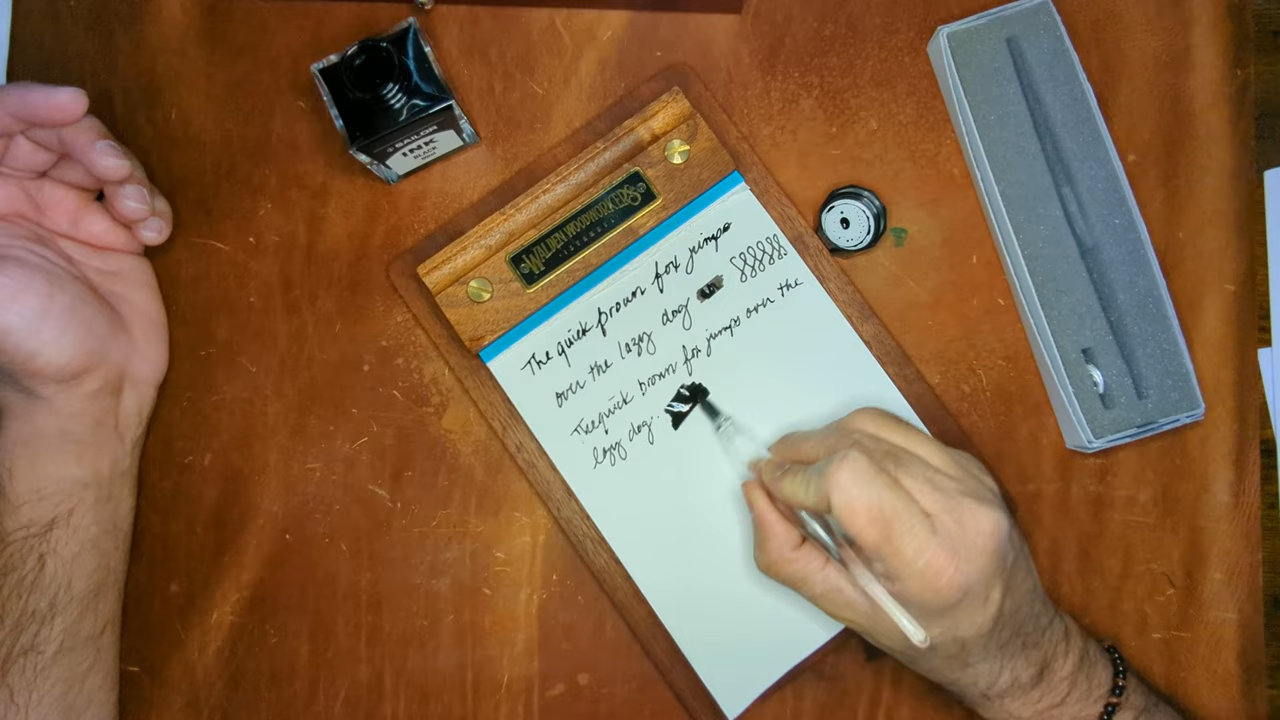 SAILOR
INK
BLACK
WALDEN WOODWORKERS
The quick brown fox jumps
over the lazy dog
The quick brown fox jumps over the
lazy dog.